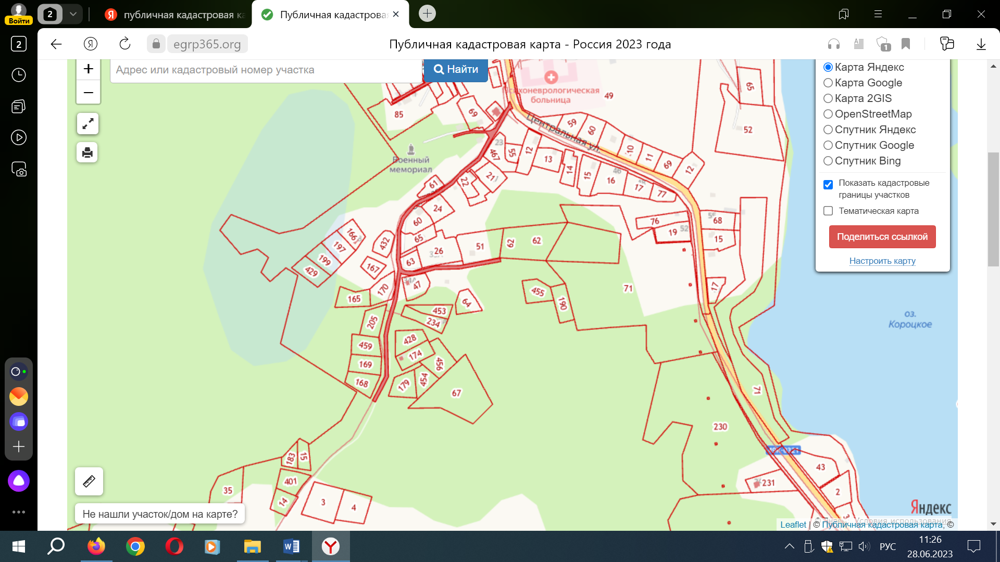 Войти
2
публичная кадастровая ка
Публичная кадастрова
2
egrp365.org
Публичная кадастровая карта - Россия 2023 года
1
+
−
Адрес или кадастровый номер участка
Найти
Карта Яндекс
Карта Google
Карта 2GIS
OpenStreetMap
Спутник Яндекс
Спутник Google
Спутник Bing
Показать кадастровые
границы участков
Тематическая карта
Поделиться ссылкой
Настроить карту
Психоневрологическая
больница
49
65
52
85
69
Центральная ул.
59
60
23
467
55
12
13
14
15
46
16
17
77
10
11
69
12
Военный
мемориал
61
22
21
24
60
65
26
51
62
62
63
76
19
52
55
68
15
17
166
197
199
429
432
167
170
165
47
64
453
234
205
459
169
168
428
174
456
454
179
67
455
190
71
71
оз.
Короцкое
230
231
43
2
3
183
15
401
14
35
3
4
Не нашли участок/дом на карте?
Яндекс
Условия использования
Leaflet | © Публичная кадастровая карта, ©
РУС
11:26
28.06.2023